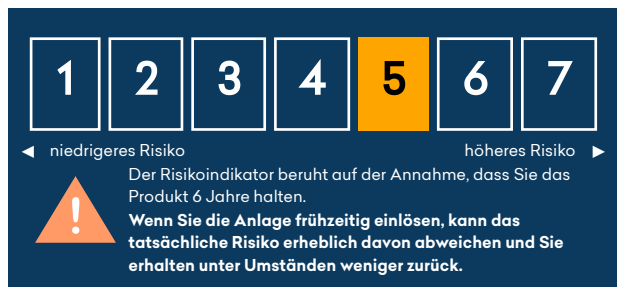 1 2 3 4 5 6 7
◄ niedrigeres Risiko höheres Risiko ►
Der Risikoindikator beruht auf der Annahme, dass Sie das
Produkt 6 Jahre halten.
Wenn Sie die Anlage frühzeitig einlösen, kann das
tatsächliche Risiko erheblich davon abweichen und Sie
erhalten unter Umständen weniger zurück.